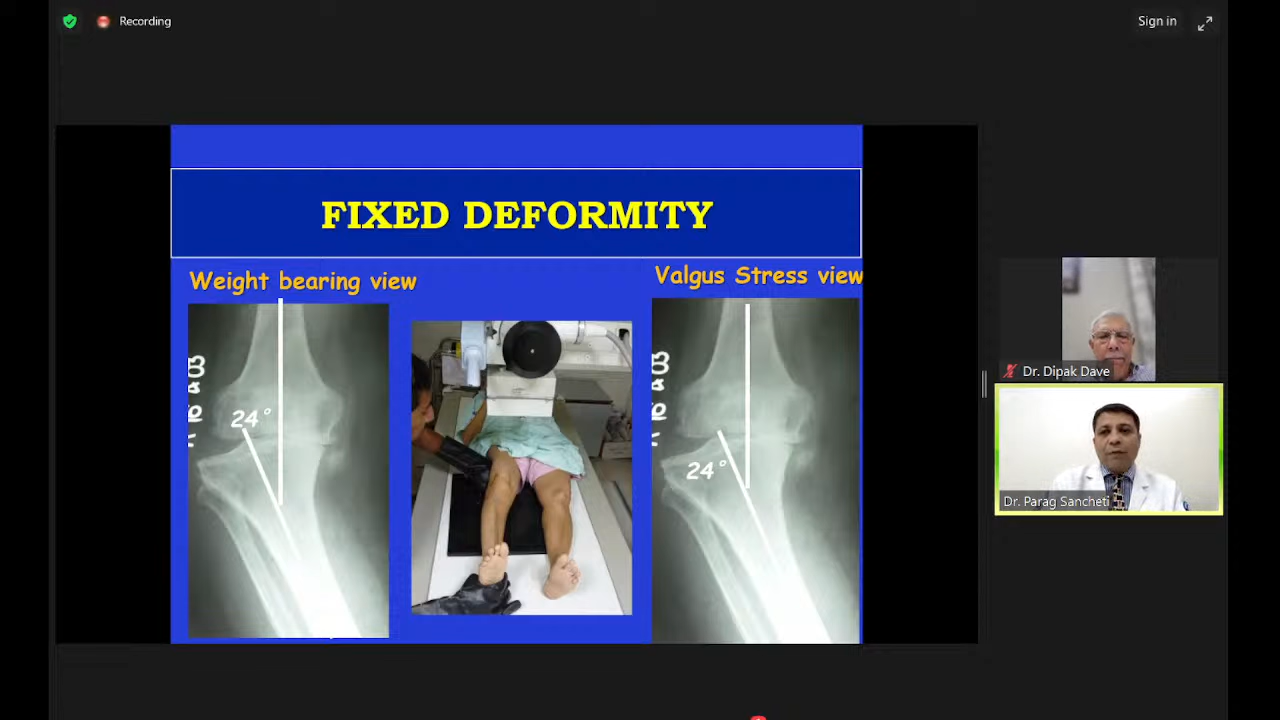 Recording
Sign in
FIXED DEFORMITY
Weight bearing view
Valgus Stress view
24°
24°
Dr. Dipak Dave
Dr. Parag Sancheti